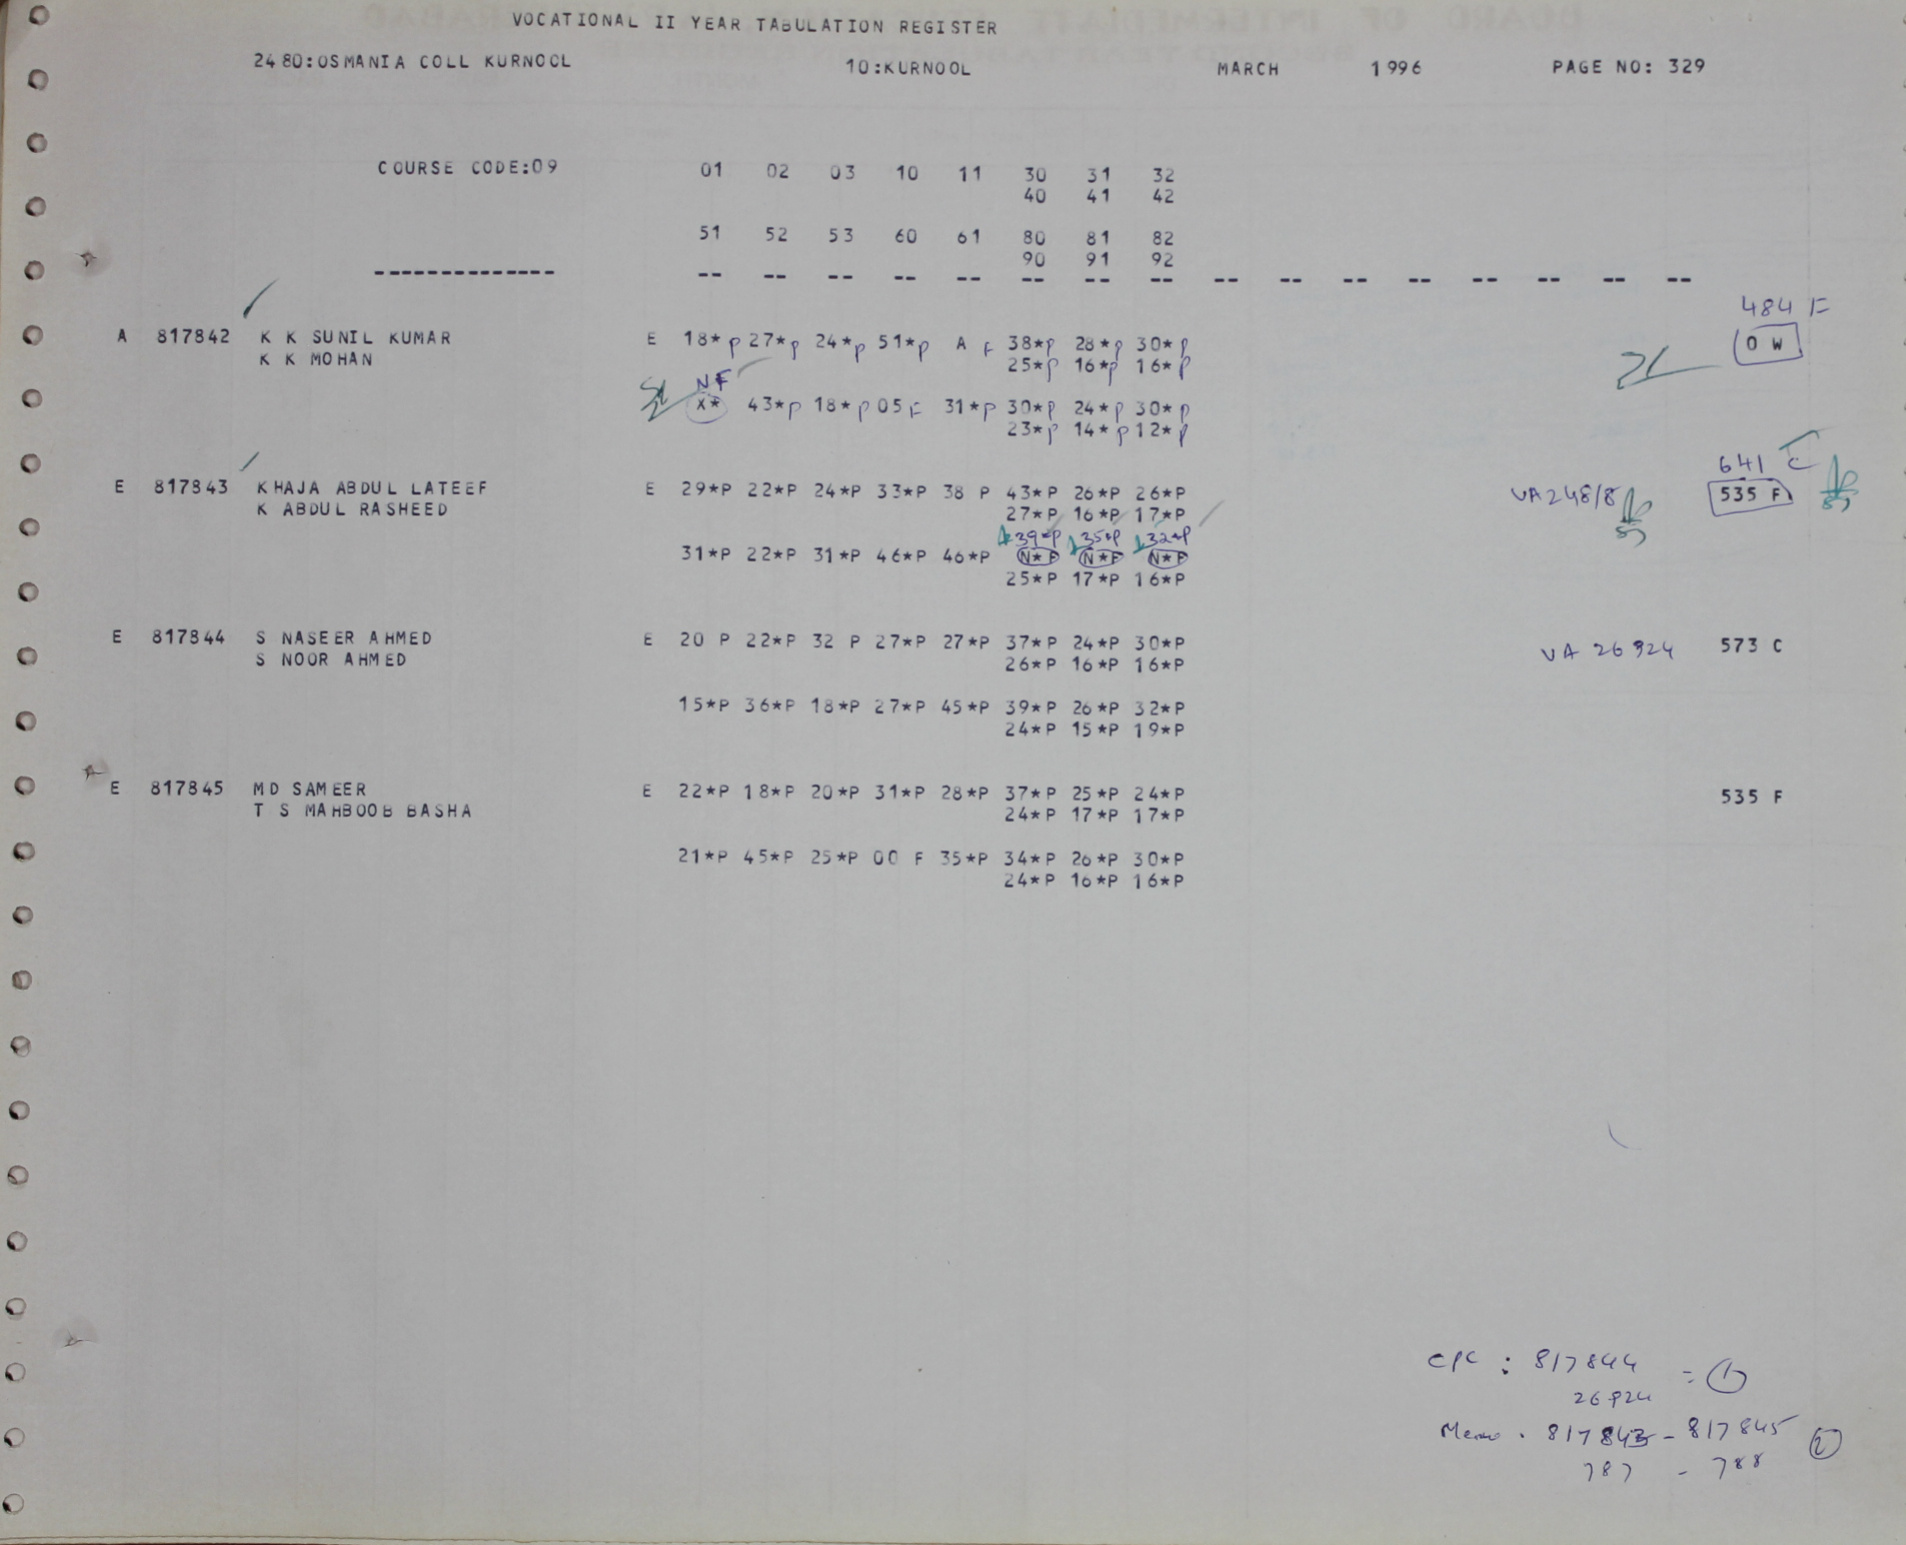 VOCATIONAL II YEAR TABULATION REGISTER
2480:OSMANIA COLL KURNOOL 10:KURNOOL MARCH 1996 PAGE NO: 329
COURSE CODE:09 01 02 03 10 11 30 31 32
40 41 42
51 52 53 60 61 80 81 82
90 91 92
-------------- -- -- -- -- -- -- -- -- -- -- -- -- -- -- -- --
484 F
A 817842 K K SUNIL KUMAR E 18*P 27*P 24*P 51*P A F 38*P 28*P 30*P 0 W
K K MOHAN 25*P 16*P 16*P
NF
X* 43*P 18*P 05 F 31*P 30*P 24*P 30*P
23*P 14*P 12*P
641 C
E 817843 KHAJA ABDUL LATEEF E 29*P 22*P 24*P 33*P 38 P 43*P 26*P 26*P VA24818 535 F
K ABDUL RASHEED 27*P 16*P 17*P
39*P 35*P 32*P
31*P 22*P 31*P 46*P 46*P N*F N*F N*F
25*P 17*P 16*P
E 817844 S NASEER AHMED E 20 P 22*P 32 P 27*P 27*P 37*P 24*P 30*P VA 26924 573 C
S NOOR AHMED 26*P 16*P 16*P
15*P 36*P 18*P 27*P 45*P 39*P 26*P 32*P
24*P 15*P 19*P
E 817845 MD SAMEER E 22*P 18*P 20*P 31*P 28*P 37*P 25*P 24*P 535 F
T S MAHBOOB BASHA 24*P 17*P 17*P
21*P 45*P 25*P 00 F 35*P 34*P 26*P 30*P
24*P 16*P 16*P
CPC : 817844 = 1
26924
Memo . 817843 - 817845 2
787 - 788